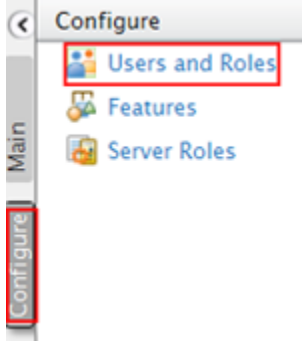 Configure
Users and Roles
Features
Server Roles
Main
Configure